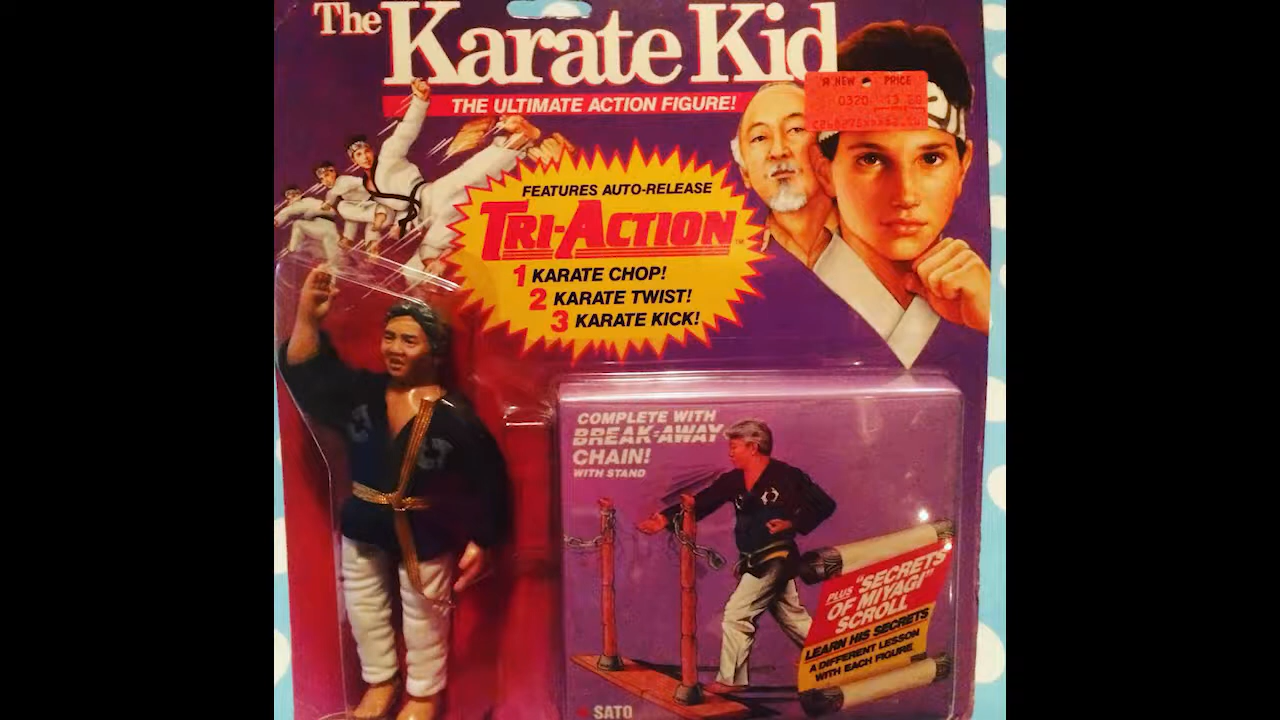 The Karate Kid
THE ULTIMATE ACTION FIGURE!
NEW PRICE
0320
FEATURES AUTO-RELEASE
TRI-ACTION™
1 KARATE CHOP!
2 KARATE TWIST!
3 KARATE KICK!
COMPLETE WITH
BREAK-AWAY
CHAIN!
WITH STAND
PLUS "SECRETS
OF MIYAGI"
SCROLL
LEARN HIS SECRETS
A DIFFERENT LESSON
WITH EACH FIGURE
SATO